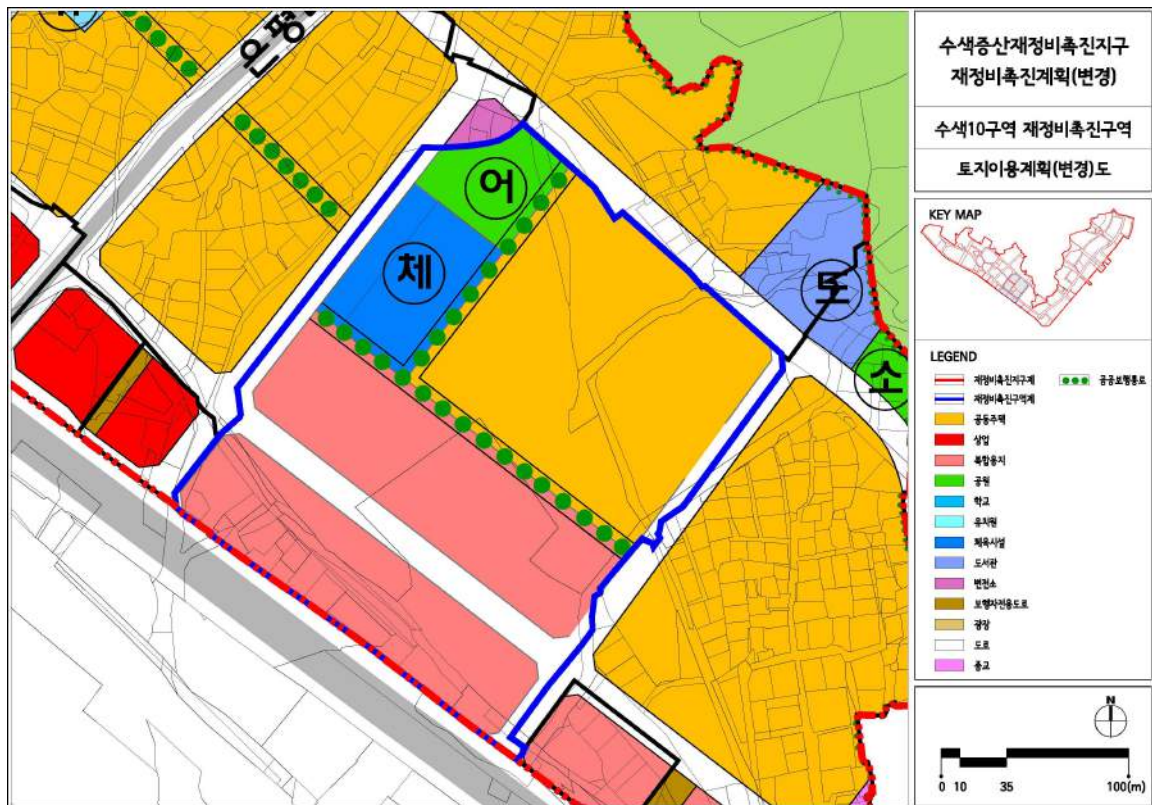 수색증산재정비촉진지구
재정비촉진계획(변경)
수색10구역 재정비촉진구역
토지이용계획(변경)도
KEY MAP
LEGEND
재정비촉진지구계
공공보행통로
재정비촉진구역계
공동주택
상업
복합용지
공원
학교
유치원
체육시설
도서관
변전소
보행자전용도로
광장
도로
종교
N
0 10 35 100(m)
은평
어
체
도
소